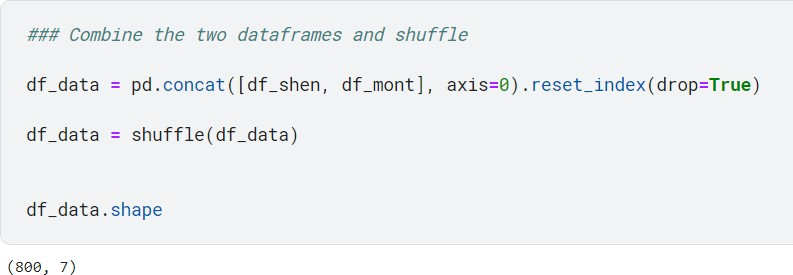 ### Combine the two dataframes and shuffle
df_data = pd.concat([df_shen, df_mont], axis=0).reset_index(drop=True)
df_data = shuffle(df_data)
df_data.shape
(800, 7)